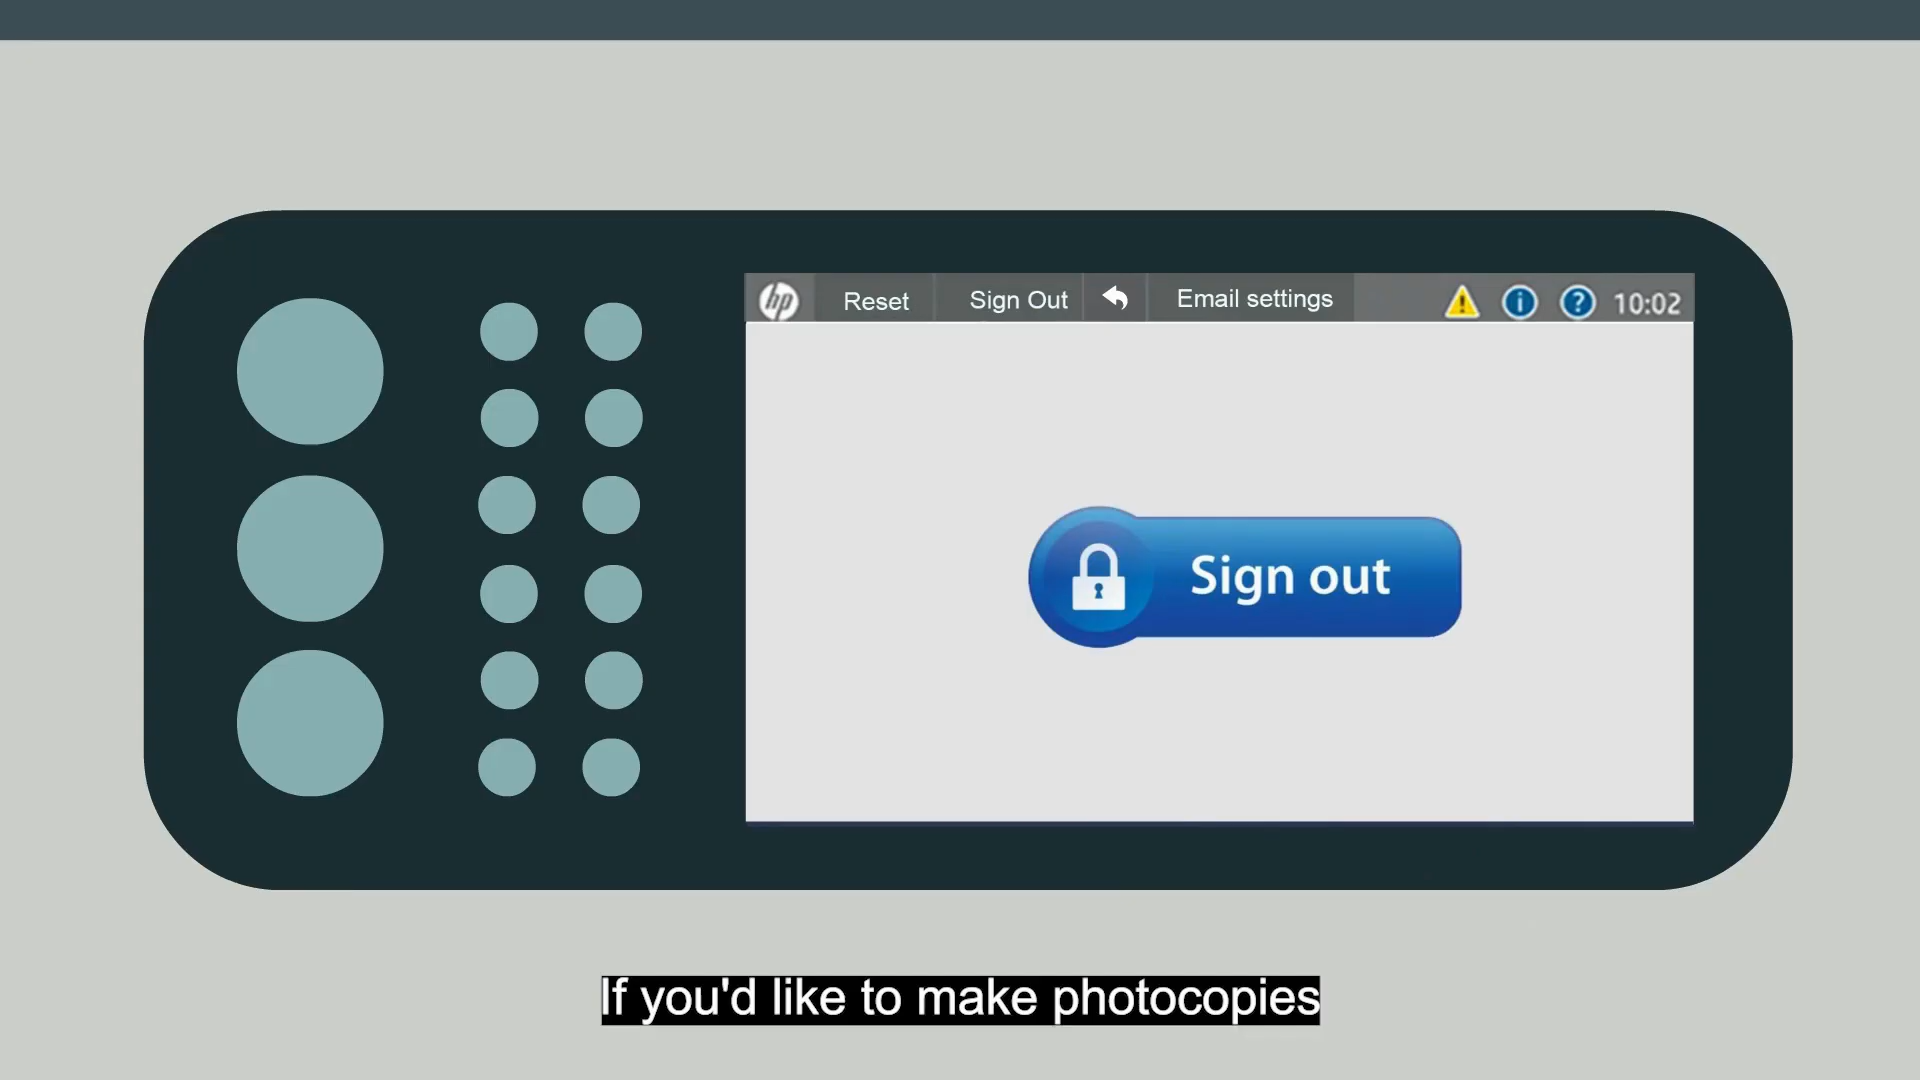 hp Reset Sign Out Email settings 10:02
Sign out
If you'd like to make photocopies